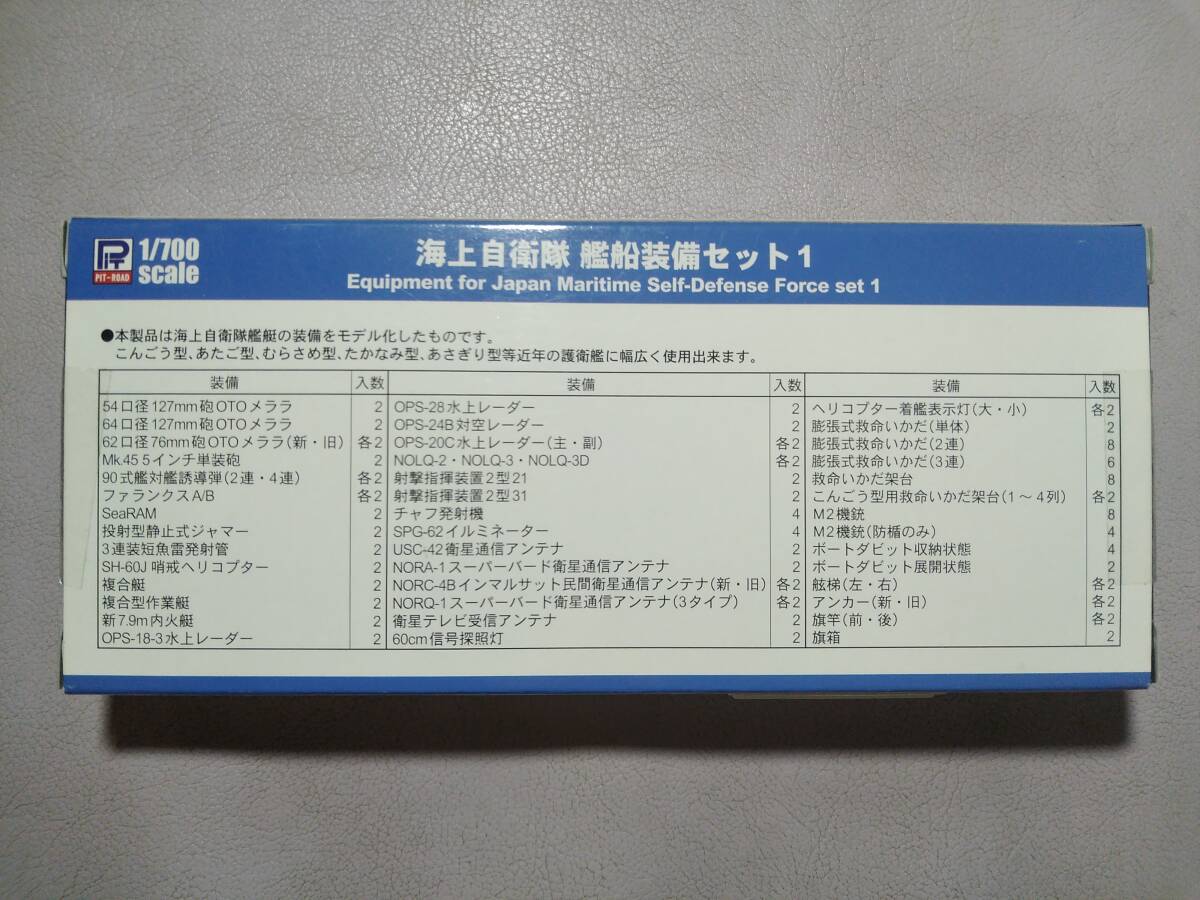 PIT
PIT-ROAD
1/700
scale
海上自衛隊 艦船装備セット1
Equipment for Japan Maritime Self-Defense Force set 1
●本製品は海上自衛隊艦艇の装備をモデル化したものです。
こんごう型、あたご型、むらさめ型、たかなみ型、あさぎり型等近年の護衛艦に幅広く使用出来ます。
装備 入数 装備 入数 装備 入数
54口径127mm砲OTOメララ 2 OPS-28水上レーダー 2 ヘリコプター着艦表示灯(大・小) 各2
64口径127mm砲OTOメララ 2 OPS-24B対空レーダー 2 膨張式救命いかだ(単体) 2
62口径76mm砲OTOメララ(新・旧) 各2 OPS-20C水上レーダー(主・副) 各2 膨張式救命いかだ(2連) 8
Mk.45 5インチ単装砲 2 NOLQ-2・NOLQ-3・NOLQ-3D 各2 膨張式救命いかだ(3連) 6
90式艦対艦誘導弾(2連・4連) 各2 射撃指揮装置2型21 2 救命いかだ架台 8
ファランクスA/B 各2 射撃指揮装置2型31 2 こんごう型用救命いかだ架台(1～4列) 各2
SeaRAM 2 チャフ発射機 4 M2機銃 8
投射型静止式ジャマー 2 SPG-62イルミネーター 4 M2機銃(防楯のみ) 4
3連装短魚雷発射管 2 USC-42衛星通信アンテナ 2 ボートダビット収納状態 4
SH-60J哨戒ヘリコプター 2 NORA-1スーパーバード衛星通信アンテナ 2 ボートダビット展開状態 2
複合艇 2 NORC-4Bインマルサット民間衛星通信アンテナ(新・旧) 各2 舷梯(左・右) 各2
複合型作業艇 2 NORQ-1スーパーバード衛星通信アンテナ(3タイプ) 各2 アンカー(新・旧) 各2
新7.9m内火艇 2 衛星テレビ受信アンテナ 2 旗竿(前・後) 各2
OPS-18-3水上レーダー 2 60cm信号探照灯 2 旗箱 2